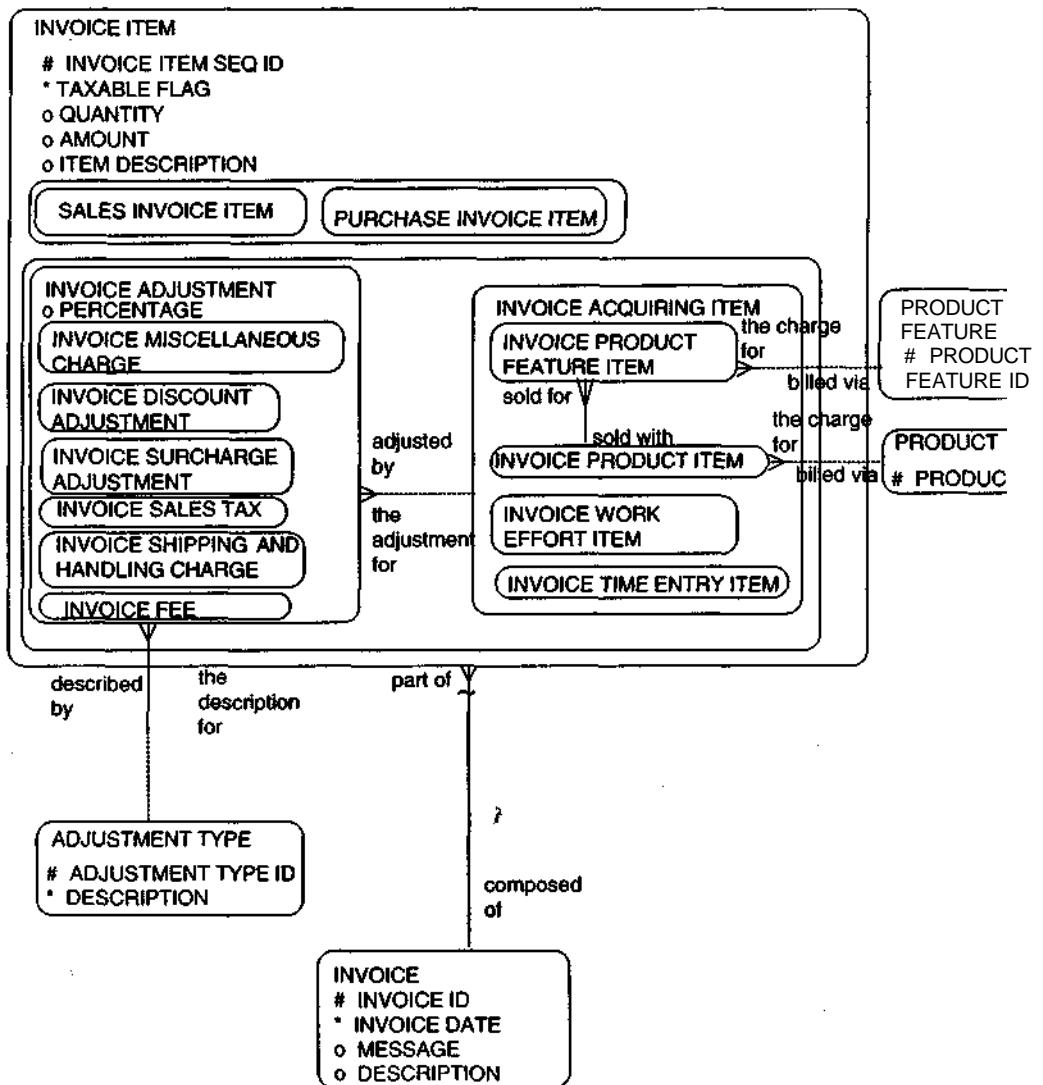 INVOICE ITEM
# INVOICE ITEM SEQ ID
* TAXABLE FLAG
o QUANTITY
o AMOUNT
o ITEM DESCRIPTION
SALES INVOICE ITEM
PURCHASE INVOICE ITEM
INVOICE ADJUSTMENT
o PERCENTAGE
INVOICE MISCELLANEOUS
CHARGE
INVOICE DISCOUNT
ADJUSTMENT
INVOICE SURCHARGE
ADJUSTMENT
INVOICE SALES TAX
INVOICE SHIPPING AND
HANDLING CHARGE
INVOICE FEE
adjusted
by
the
adjustment
for
INVOICE ACQUIRING ITEM
INVOICE PRODUCT
FEATURE ITEM
sold for
sold with
INVOICE PRODUCT ITEM
INVOICE WORK
EFFORT ITEM
INVOICE TIME ENTRY ITEM
the charge
for
billed via
PRODUCT
FEATURE
# PRODUCT
FEATURE ID
the charge
for
billed via
PRODUCT
# PRODUC
described
by
the
description
for
part of
ADJUSTMENT TYPE
# ADJUSTMENT TYPE ID
* DESCRIPTION
composed
of
INVOICE
# INVOICE ID
* INVOICE DATE
o MESSAGE
o DESCRIPTION